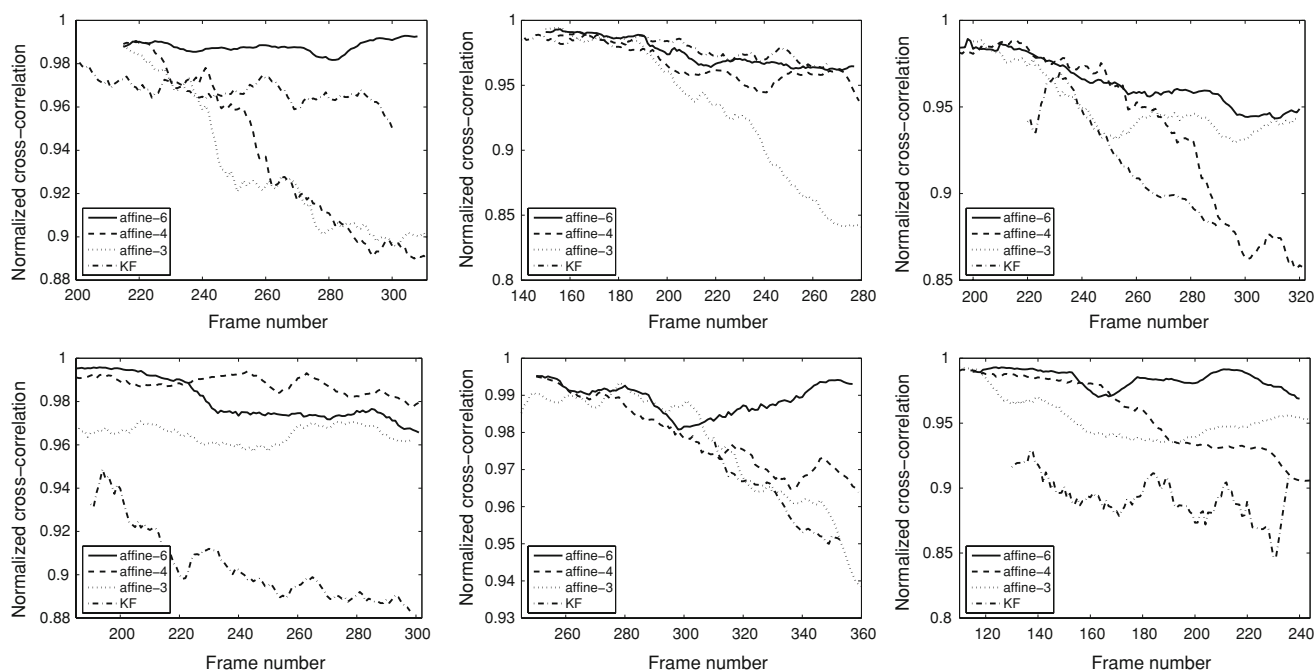 Normalized cross-correlation
1
0.98
0.96
0.94
0.92
0.9
0.88
affine-6
affine-4
affine-3
KF
200 220 240 260 280 300
Frame number
Normalized cross-correlation
1
0.95
0.9
0.85
0.8
affine-6
affine-4
affine-3
KF
140 160 180 200 220 240 260 280
Frame number
Normalized cross-correlation
1
0.95
0.9
0.85
affine-6
affine-4
affine-3
KF
200 220 240 260 280 300 320
Frame number
Normalized cross-correlation
1
0.98
0.96
0.94
0.92
0.9
0.88
affine-6
affine-4
affine-3
KF
200 220 240 260 280 300
Frame number
Normalized cross-correlation
1
0.99
0.98
0.97
0.96
0.95
0.94
0.93
affine-6
affine-4
affine-3
KF
260 280 300 320 340 360
Frame number
Normalized cross-correlation
1
0.95
0.9
0.85
0.8
affine-6
affine-4
affine-3
KF
120 140 160 180 200 220 240
Frame number